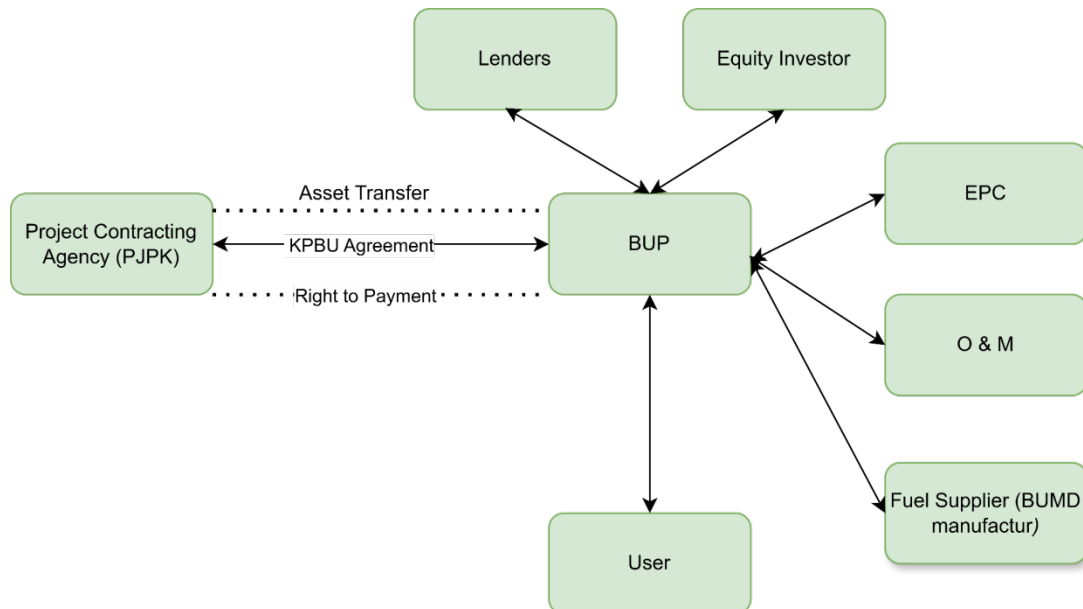 Lenders
Equity Investor
EPC
Asset Transfer
Project Contracting
Agency (PJPK)
KPBU Agreement
BUP
Right to Payment
O & M
Fuel Supplier (BUMD
manufactur)
User